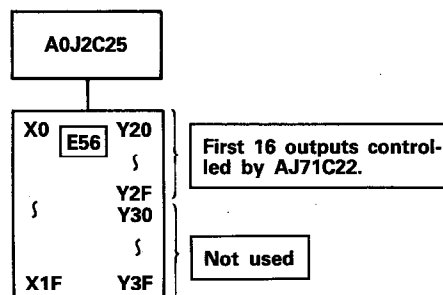 A0J2C25
X0 E56 Y20
Y2F
Y30
X1F Y3F
First 16 outputs control-
led by AJ71C22.
Not used